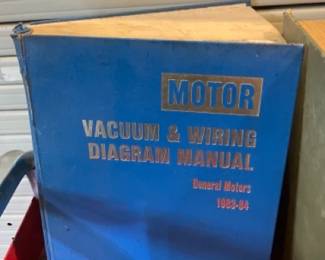 MOTOR
VACUUM & WIRING
DIAGRAM MANUAL
General Motors
1983-84